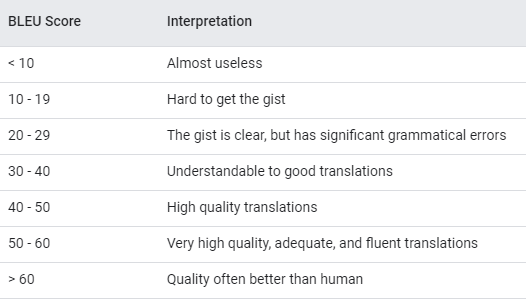 BLEU Score Interpretation
< 10 Almost useless
10 - 19 Hard to get the gist
20 - 29 The gist is clear, but has significant grammatical errors
30 - 40 Understandable to good translations
40 - 50 High quality translations
50 - 60 Very high quality, adequate, and fluent translations
> 60 Quality often better than human